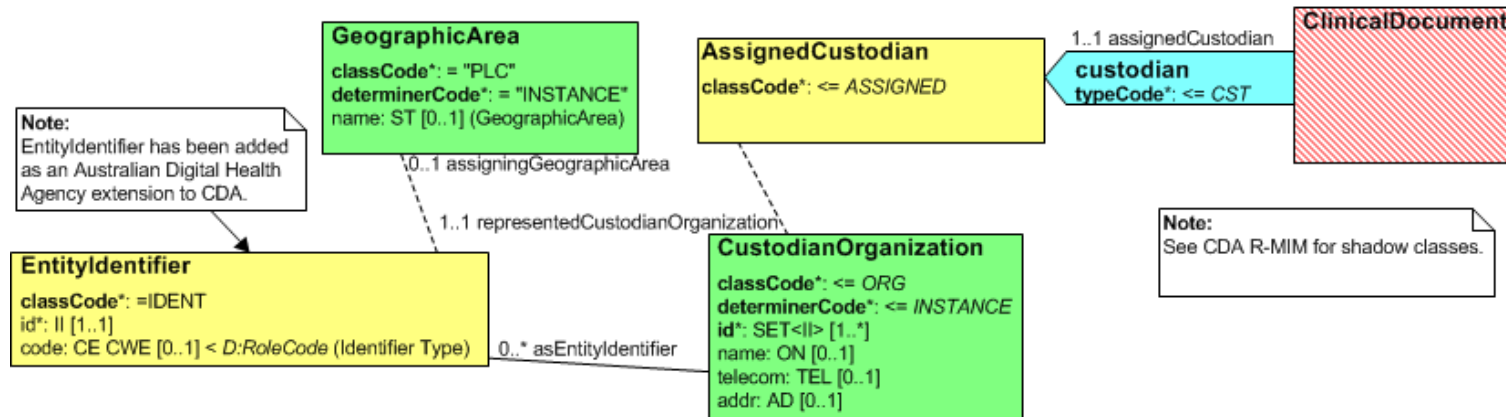 GeographicArea
classCode*: = "PLC"
determinerCode*: = "INSTANCE"
name: ST [0..1] (GeographicArea)
AssignedCustodian
classCode*: <= ASSIGNED
1..1 assignedCustodian
custodian
typeCode*: <= CST
ClinicalDocument
Note:
EntityIdentifier has been added
as an Australian Digital Health
Agency extension to CDA.
0..1 assigningGeographicArea
1..1 representedCustodianOrganization
Note:
See CDA R-MIM for shadow classes.
EntityIdentifier
classCode*: =IDENT
id*: II [1..1]
code: CE CWE [0..1] < D:RoleCode (Identifier Type)
0..* asEntityIdentifier
CustodianOrganization
classCode*: <= ORG
determinerCode*: <= INSTANCE
id*: SET<II> [1..*]
name: ON [0..1]
telecom: TEL [0..1]
addr: AD [0..1]